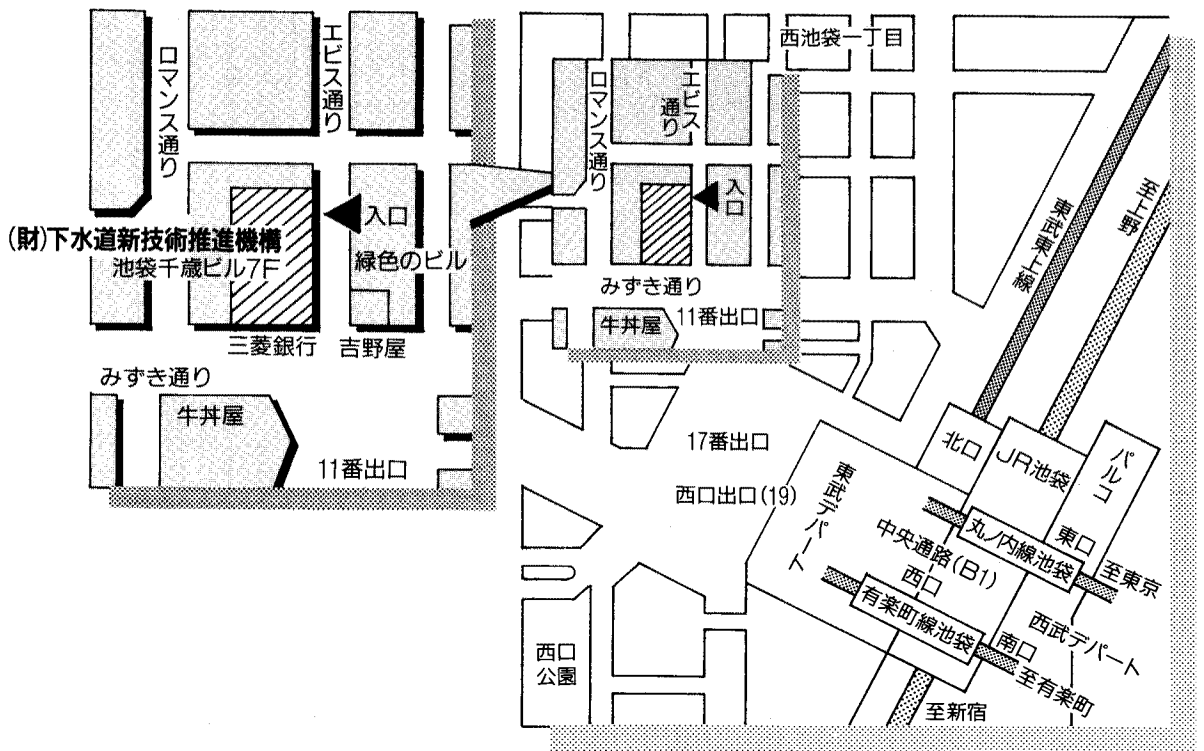 ロマンス通り
エビス通り
入口
(財)下水道新技術推進機構
池袋千歳ビル7F
緑色のビル
三菱銀行
吉野屋
みずき通り
牛丼屋
11番出口
西池袋一丁目
ロマンス通り
エビス
通り
入口
みずき通り
牛丼屋
11番出口
至上野
東武東上線
17番出口
西口出口(19)
北口
JR池袋
パルコ
東武デパート
中央通路(B1)
丸ノ内線池袋
東口
至東京
西口
有楽町線池袋
南口
西武デパート
至有楽町
至新宿
西口
公園